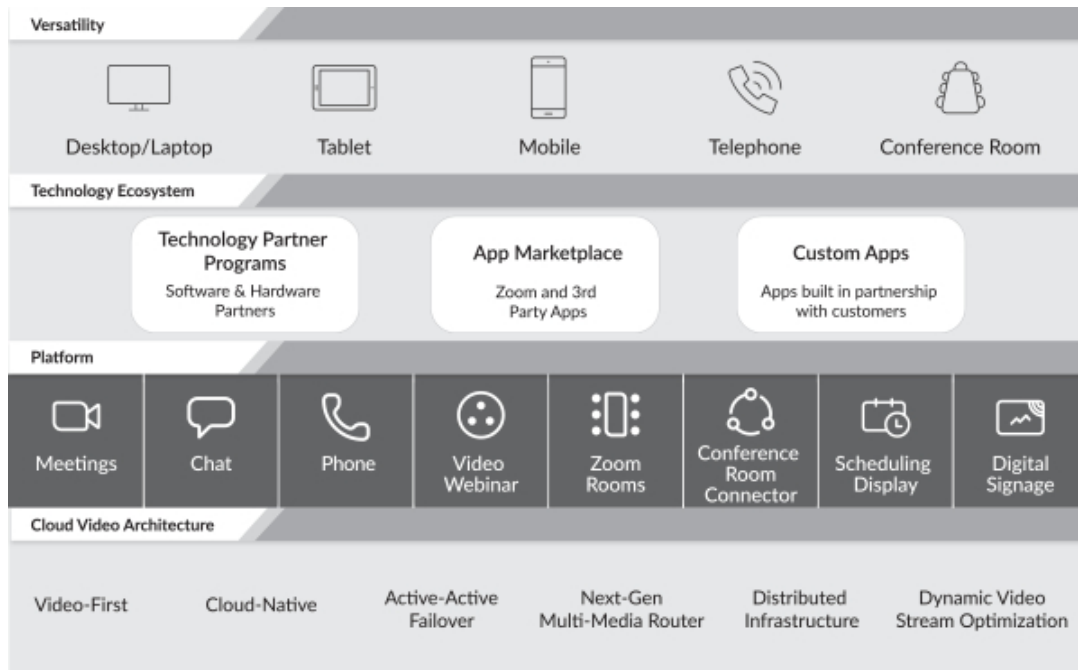 Versatility
Desktop/Laptop
Tablet
Mobile
Telephone
Conference Room
Technology Ecosystem
Technology Partner
Programs
Software & Hardware
Partners
App Marketplace
Zoom and 3rd
Party Apps
Custom Apps
Apps built in partnership
with customers
Platform
Meetings
Chat
Phone
Video
Webinar
Zoom
Rooms
Conference
Room
Connector
Scheduling
Display
Digital
Signage
Cloud Video Architecture
Video-First
Cloud-Native
Active-Active
Failover
Next-Gen
Multi-Media Router
Distributed
Infrastructure
Dynamic Video
Stream Optimization